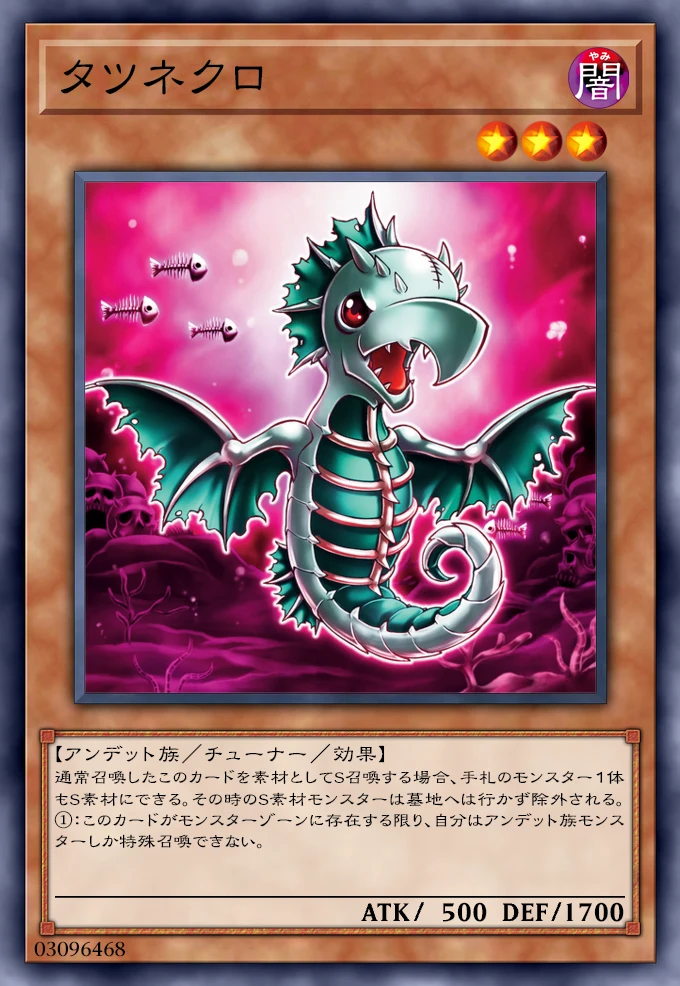 タツネクロ
やみ
闇
【アンデット族／チューナー／効果】
通常召喚したこのカードを素材としてS召喚する場合、手札のモンスター１体
もS素材にできる。その時のS素材モンスターは墓地へは行かず除外される。
①：このカードがモンスターゾーンに存在する限り、自分はアンデット族モンス
ターしか特殊召喚できない。
ATK/ 500 DEF/1700
03096468